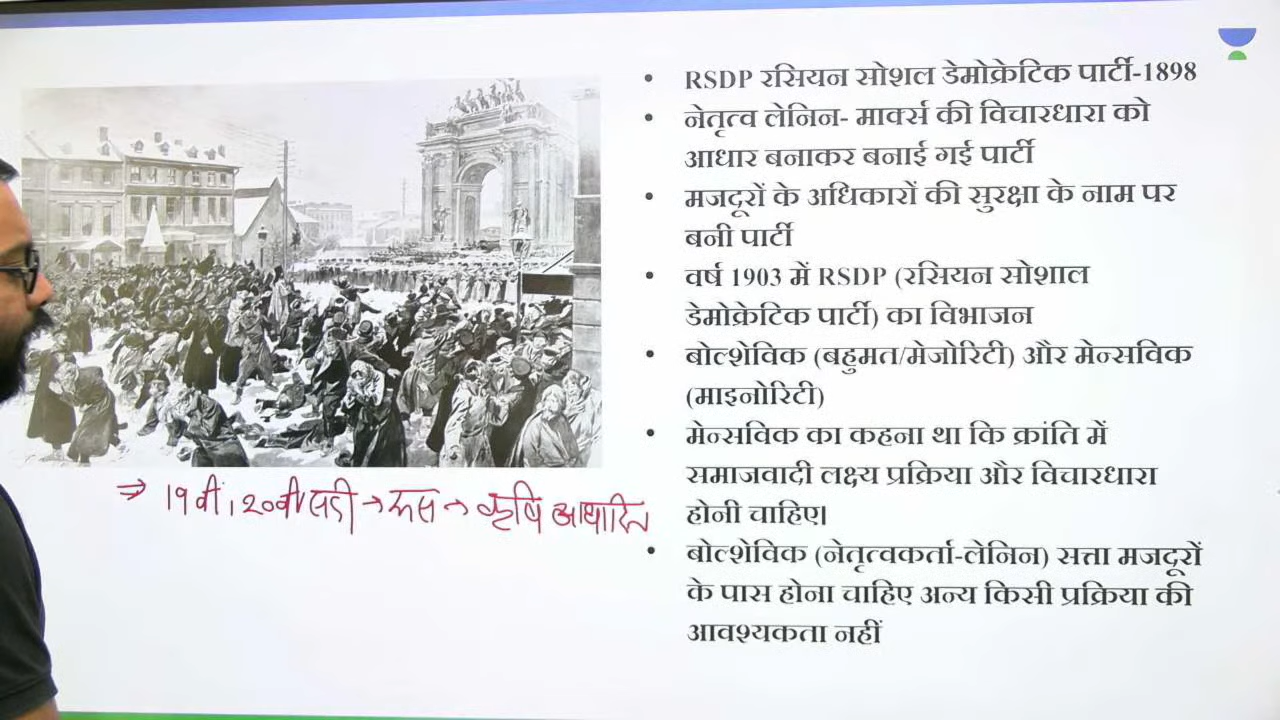 • RSDP रसियन सोशल डेमोक्रेटिक पार्टी-1898
• नेतृत्व लेनिन- मार्क्स की विचारधारा को
आधार बनाकर बनाई गई पार्टी
• मजदूरों के अधिकारों की सुरक्षा के नाम पर
बनी पार्टी
• वर्ष 1903 में RSDP (रसियन सोशाल
डेमोक्रेटिक पार्टी) का विभाजन
• बोल्शेविक (बहुमत/मेजोरिटी) और मेन्सविक
(माइनोरिटी)
• मेन्सविक का कहना था कि क्रांति में
समाजवादी लक्ष्य प्रक्रिया और विचारधारा
होनी चाहिए।
• बोल्शेविक (नेतृत्वकर्ता-लेनिन) सत्ता मजदूरों
के पास होना चाहिए अन्य किसी प्रक्रिया की
आवश्यकता नहीं
⇒ 19वी, 20वी सदी → रूस → कृषि आधारित